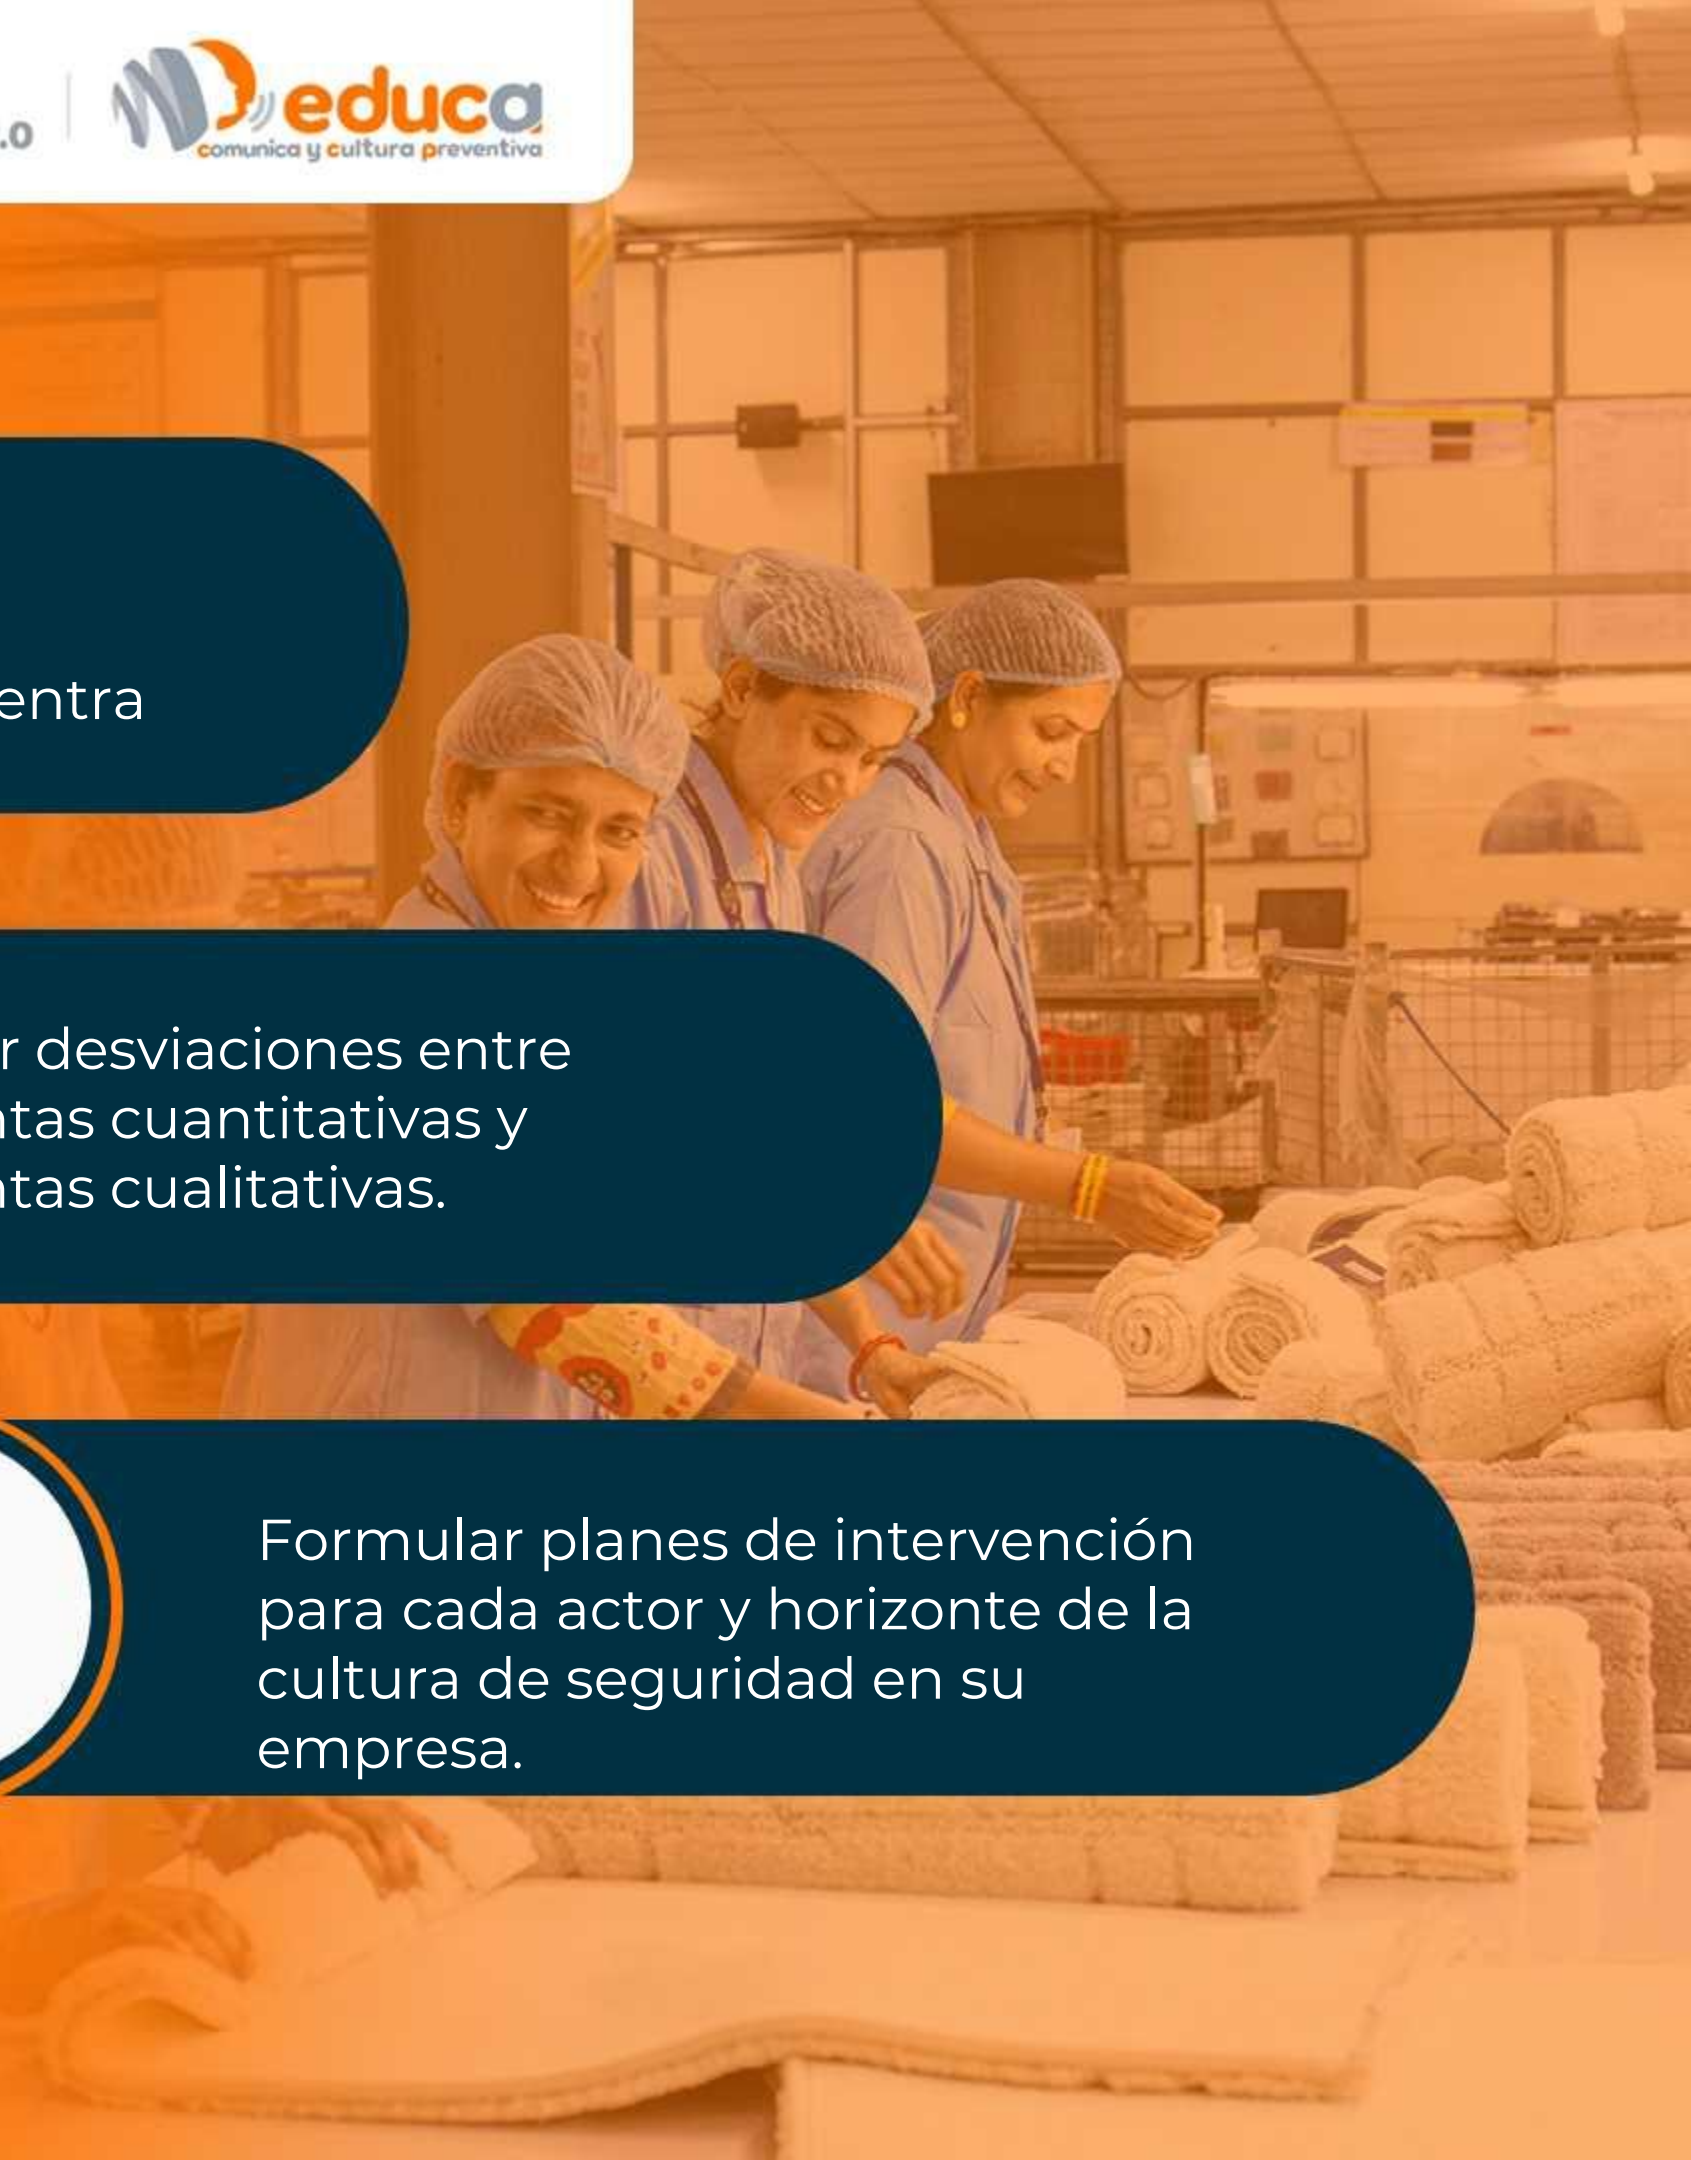 .0
educa
comunica y cultura preventiva
entra
r desviaciones entre
ntas cuantitativas y
ntas cualitativas.
Formular planes de intervención
para cada actor y horizonte de la
cultura de seguridad en su
empresa.